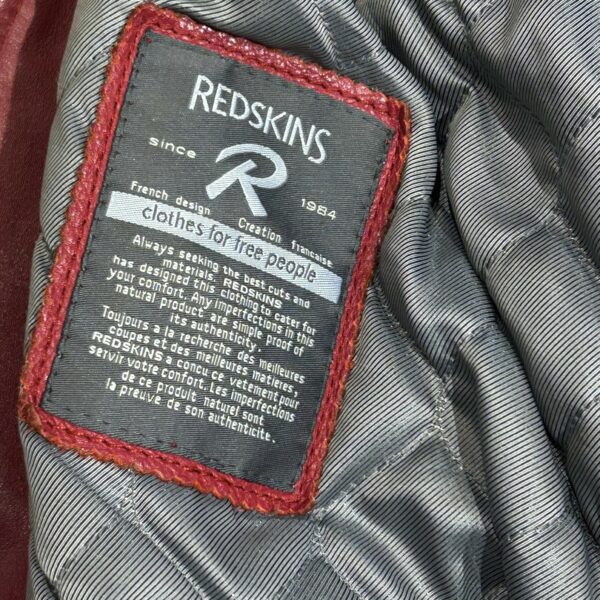 REDSKINS
since R 1984
French design Creation francaise
clothes for free people
Always seeking the best cuts and
materials, REDSKINS
has designed this clothing to cater for
your comfort. Any imperfections in this
natural product, are simple proof of
its authenticity.
Toujours a la recherche des meilleures
coupes et des meilleures matieres,
REDSKINS a concu ce vetement pour
servir votre confort. Les imperfections
de ce produit naturel sont
la preuve de son authenticite.